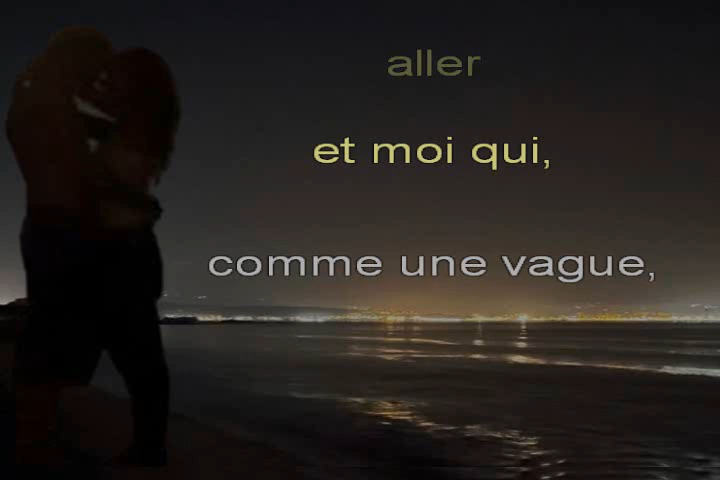 aller
et moi qui,
comme une vague,